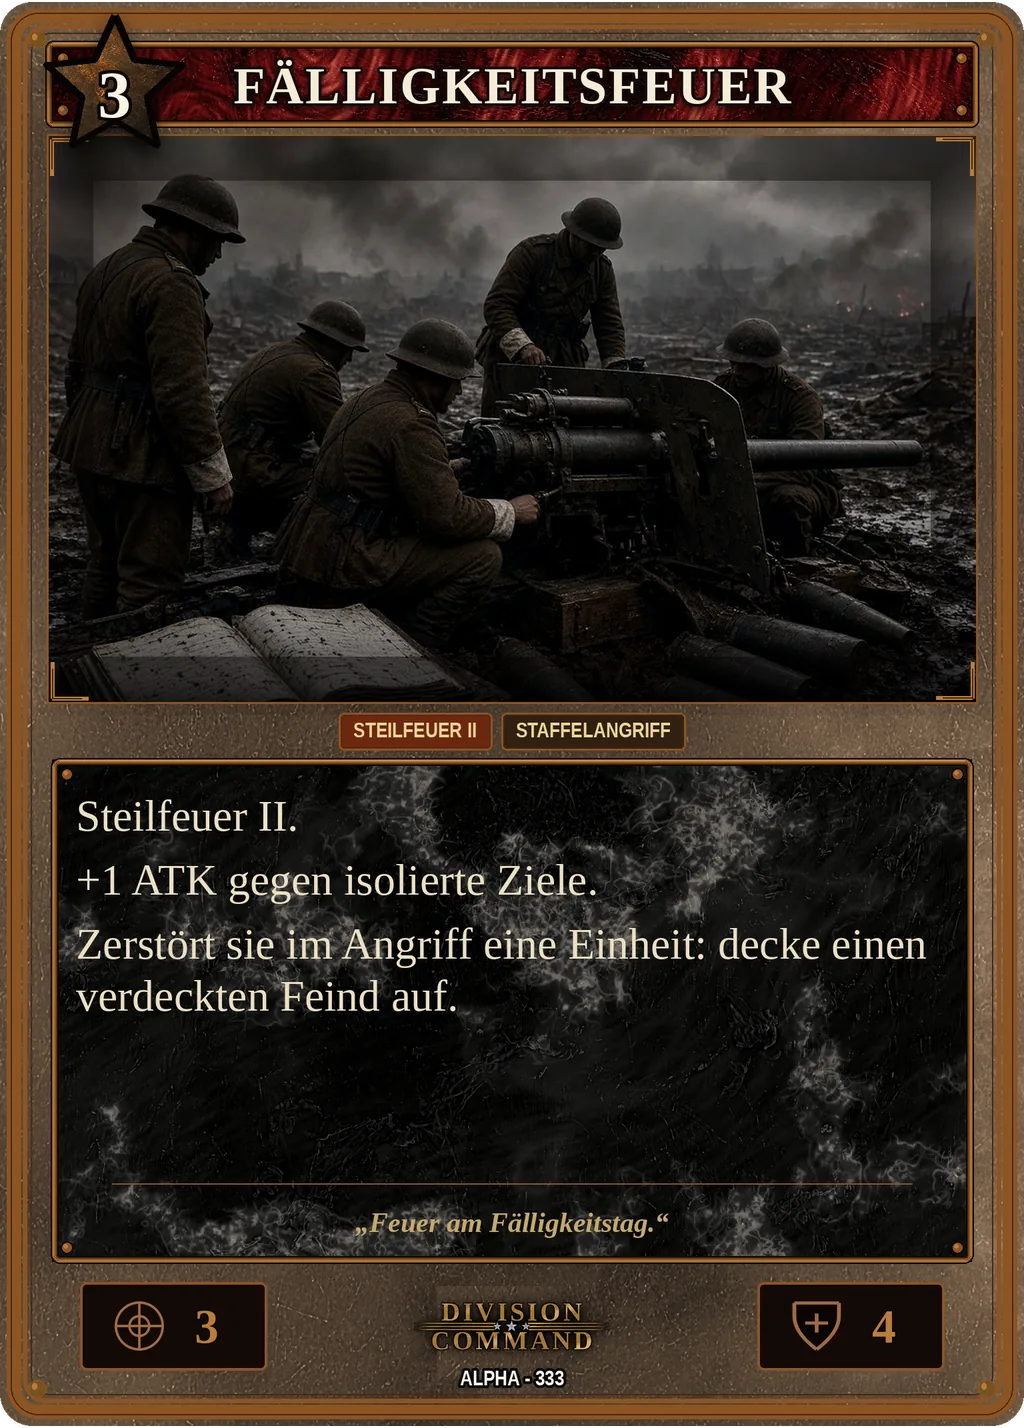 3
FÄLLIGKEITSFEUER
STEILFEUER II
STAFFELANGRIFF
Steilfeuer II.
+1 ATK gegen isolierte Ziele.
Zerstört sie im Angriff eine Einheit: decke einen
verdeckten Feind auf.
„Feuer am Fälligkeitstag.“
3
DIVISION
COMMAND
4
ALPHA - 333